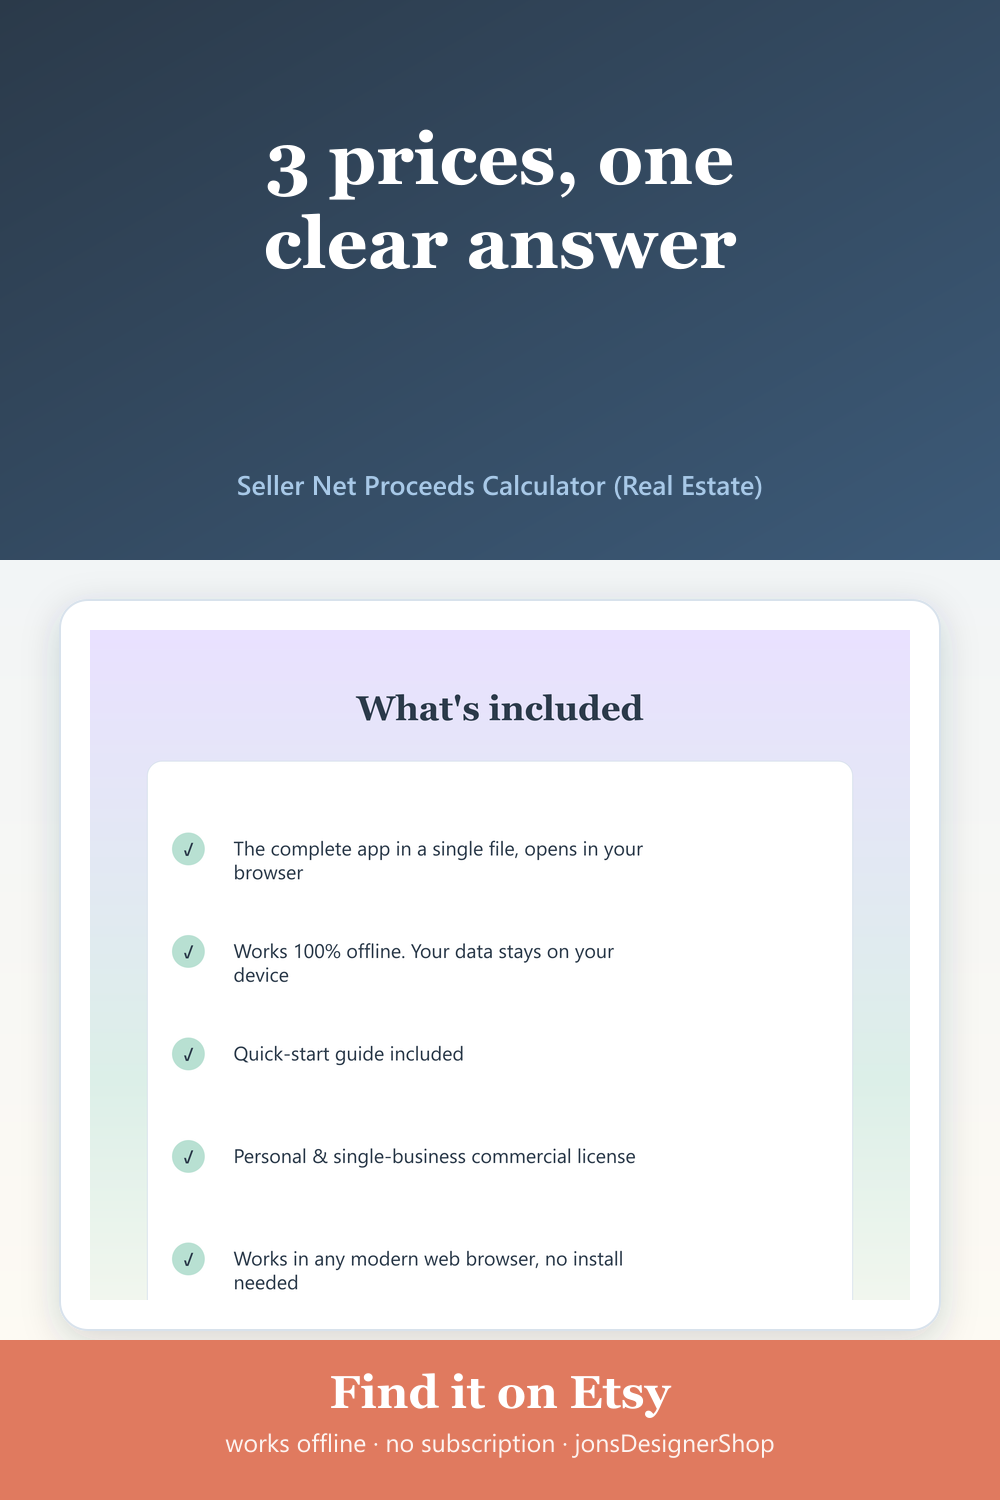 3 prices, one
clear answer
Seller Net Proceeds Calculator (Real Estate)
What's included
✓ The complete app in a single file, opens in your
browser
✓ Works 100% offline. Your data stays on your
device
✓ Quick-start guide included
✓ Personal & single-business commercial license
✓ Works in any modern web browser, no install
needed
Find it on Etsy
works offline · no subscription · jonsDesignerShop